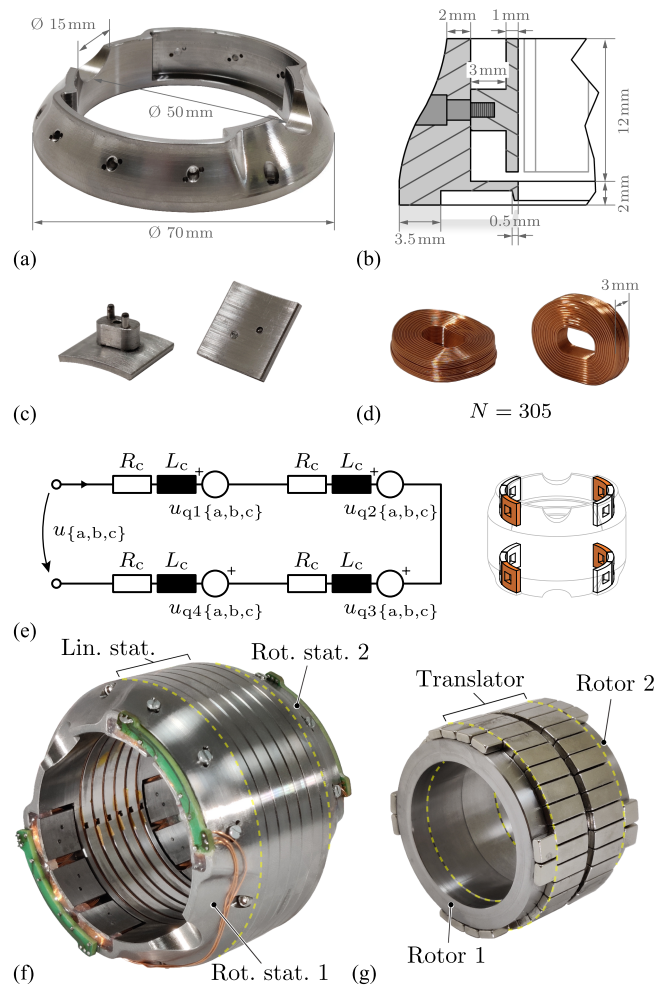 Ø 15mm
Ø 50mm
Ø 70mm
(a)
2mm
1mm
3mm
12mm
2mm
0.5mm
3.5mm
(b)
(c)
3mm
N = 305
(d)
R_c L_c + R_c L_c +
u_q1{a,b,c} u_q2{a,b,c}
u_{a,b,c}
R_c L_c + R_c L_c +
u_q4{a,b,c} u_q3{a,b,c}
(e)
Lin. stat.
Rot. stat. 2
Rot. stat. 1
(f)
Translator
Rotor 2
Rotor 1
(g)